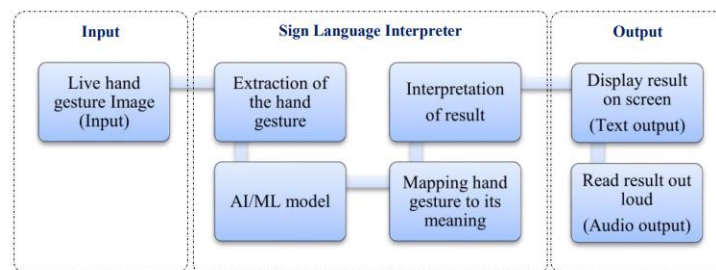 Input
Sign Language Interpreter
Output
Live hand
gesture Image
(Input)
Extraction of
the hand
gesture
AI/ML model
Mapping hand
gesture to its
meaning
Interpretation
of result
Display result
on screen
(Text output)
Read result out
loud
(Audio output)